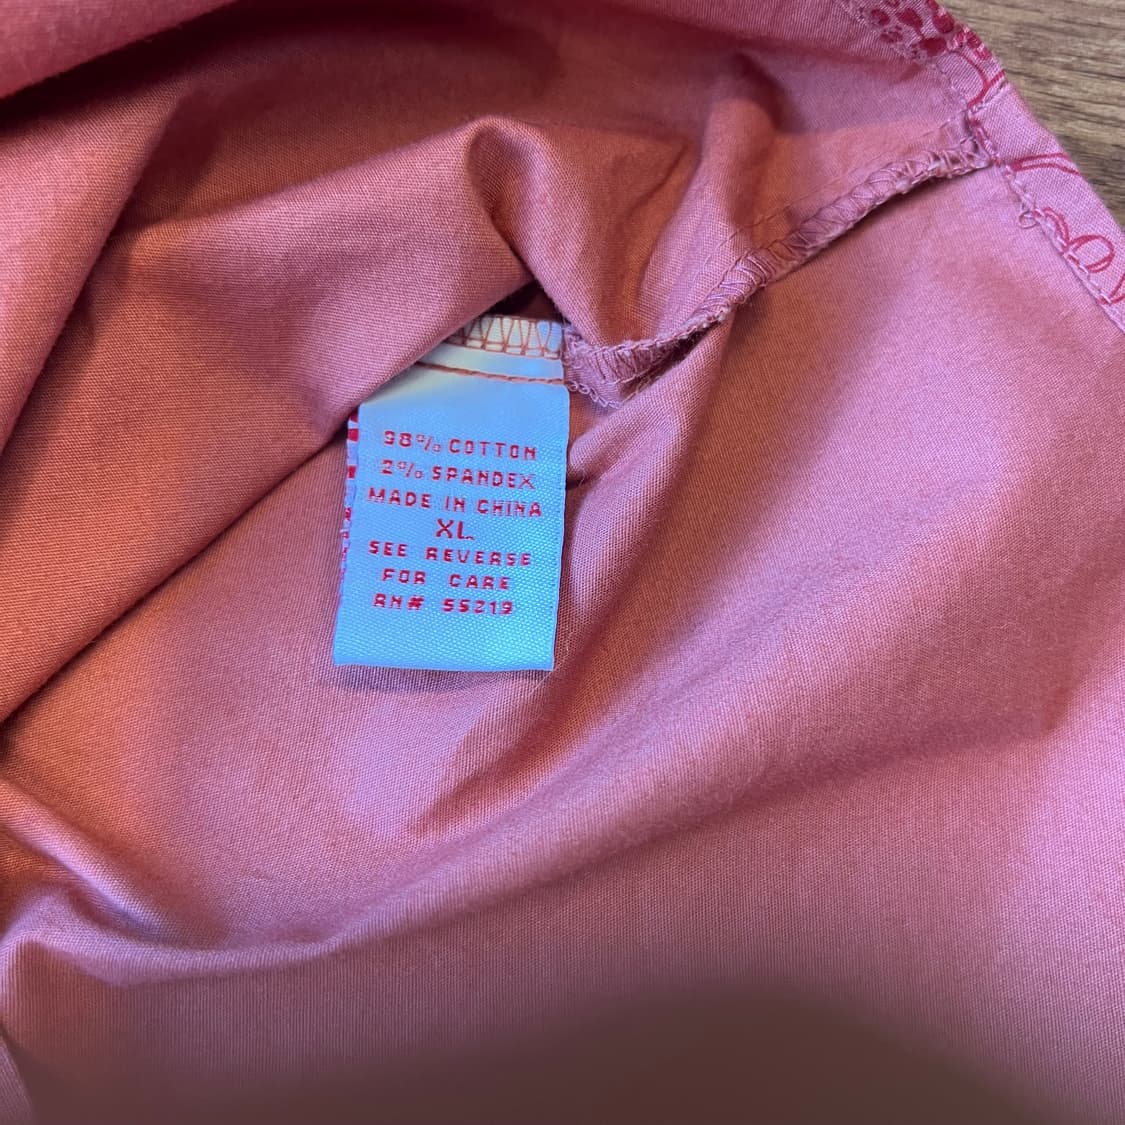 98% COTTON
2% SPANDEX
MADE IN CHINA
XL
SEE REVERSE
FOR CARE
RN# 55219